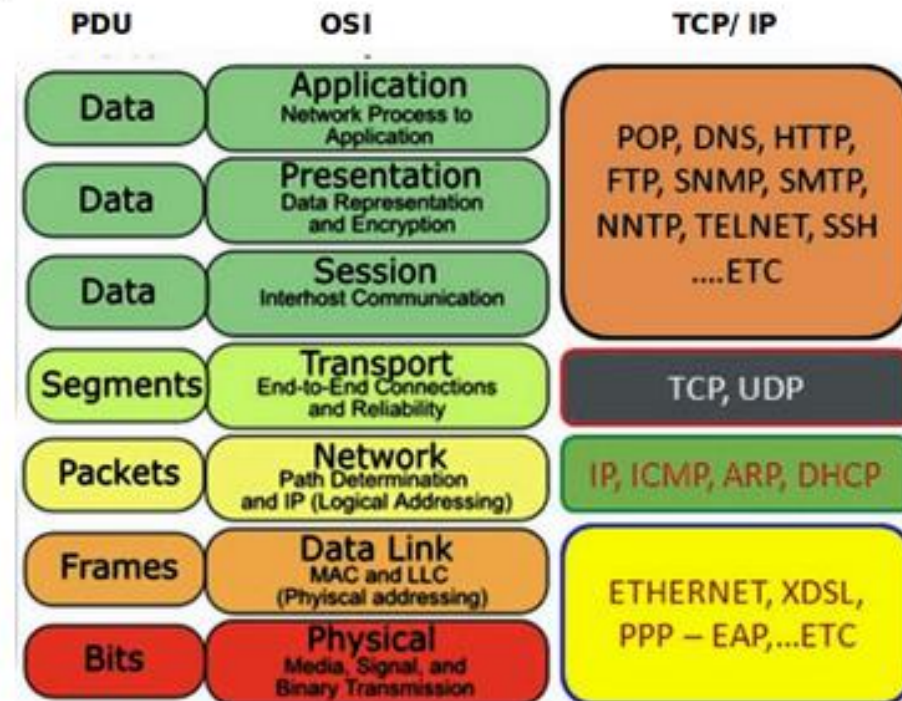 PDU OSI TCP/ IP
Data
Application
Network Process to
Application
Data
Presentation
Data Representation
and Encryption
Data
Session
Interhost Communication
POP, DNS, HTTP,
FTP, SNMP, SMTP,
NNTP, TELNET, SSH
....ETC
Segments
Transport
End-to-End Connections
and Reliability
TCP, UDP
Packets
Network
Path Determination
and IP (Logical Addressing)
IP, ICMP, ARP, DHCP
Frames
Data Link
MAC and LLC
(Phyiscal addressing)
Bits
Physical
Media, Signal, and
Binary Transmission
ETHERNET, XDSL,
PPP – EAP,...ETC